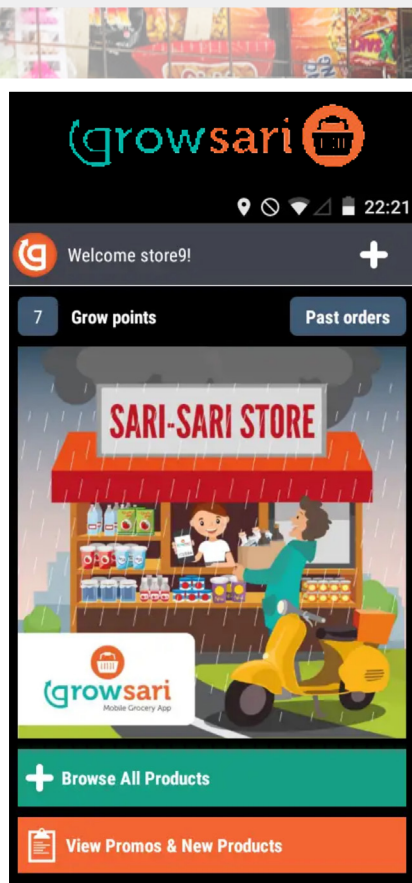 growsari
22:21
Welcome store9!
7 Grow points Past orders
SARI-SARI STORE
growsari
Mobile Grocery App
Browse All Products
View Promos & New Products